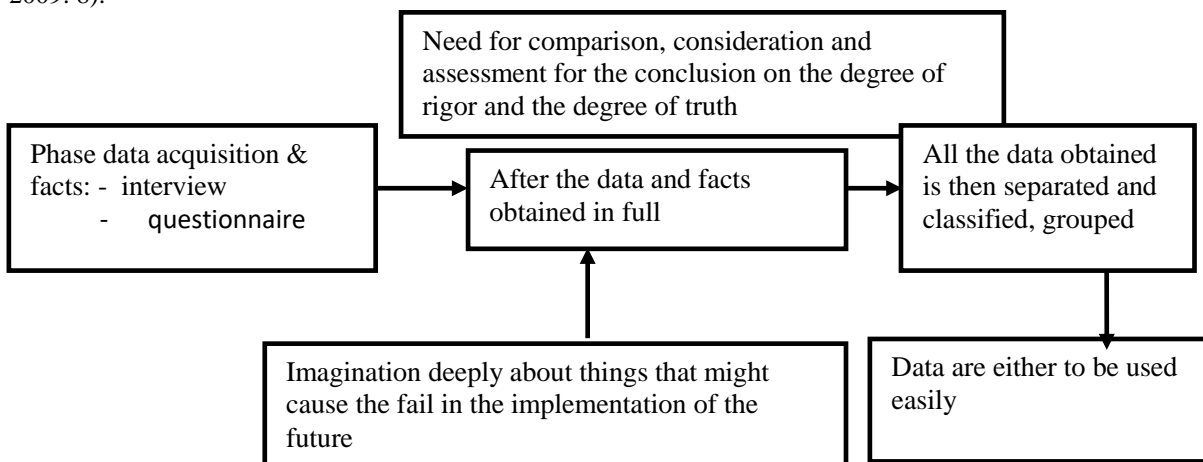 2009: 8).
Need for comparison, consideration and
assessment for the conclusion on the degree of
rigor and the degree of truth
Phase data acquisition &
facts: - interview
- questionnaire
After the data and facts
obtained in full
All the data obtained
is then separated and
classified, grouped
Imagination deeply about things that might
cause the fail in the implementation of the
future
Data are either to be used
easily